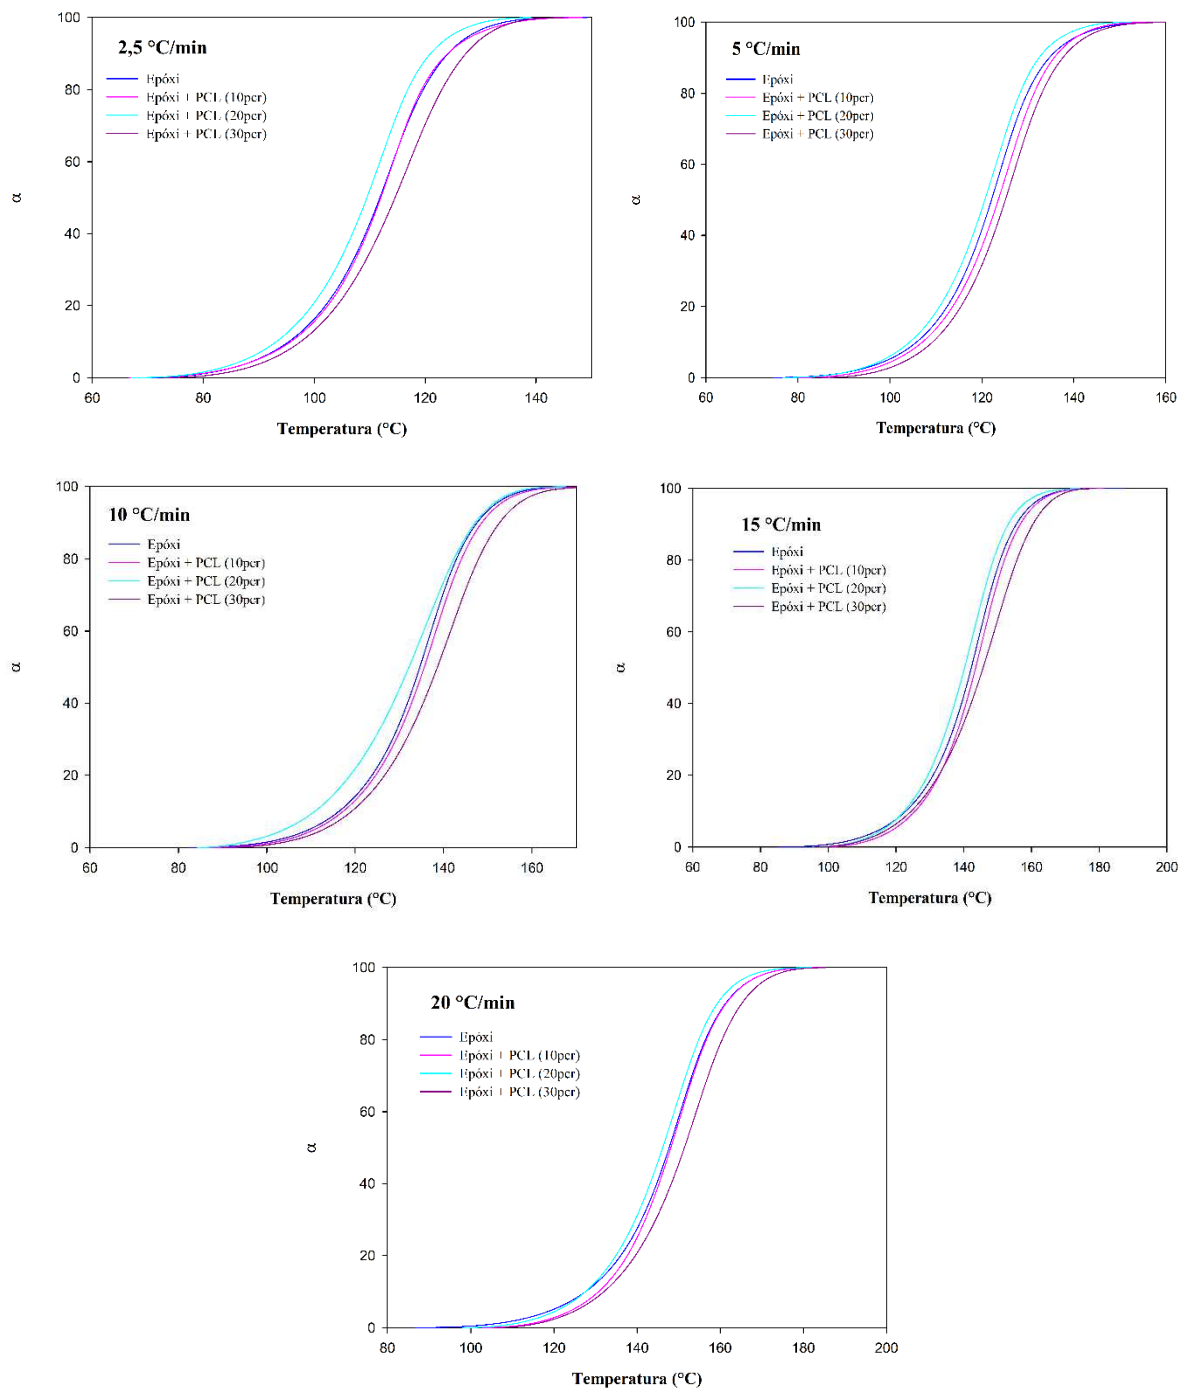 100
2,5 °C/min
Epóxi
Epóxi + PCL (10pcr)
Epóxi + PCL (20pcr)
Epóxi + PCL (30pcr)
80
60
40
20
0
α
60 80 100 120 140
Temperatura (°C)
100
5 °C/min
Epóxi
Epóxi + PCL (10pcr)
Epóxi + PCL (20pcr)
Epóxi + PCL (30pcr)
80
60
40
20
0
α
60 80 100 120 140 160
Temperatura (°C)
100
10 °C/min
Epóxi
Epóxi + PCL (10pcr)
Epóxi + PCL (20pcr)
Epóxi + PCL (30pcr)
80
60
40
20
0
α
60 80 100 120 140 160
Temperatura (°C)
100
15 °C/min
Epóxi
Epóxi + PCL (10pcr)
Epóxi + PCL (20pcr)
Epóxi + PCL (30pcr)
80
60
40
20
0
α
60 80 100 120 140 160 180 200
Temperatura (°C)
100
20 °C/min
Epóxi
Epóxi + PCL (10pcr)
Epóxi + PCL (20pcr)
Epóxi + PCL (30pcr)
80
60
40
20
0
α
80 100 120 140 160 180 200
Temperatura (°C)